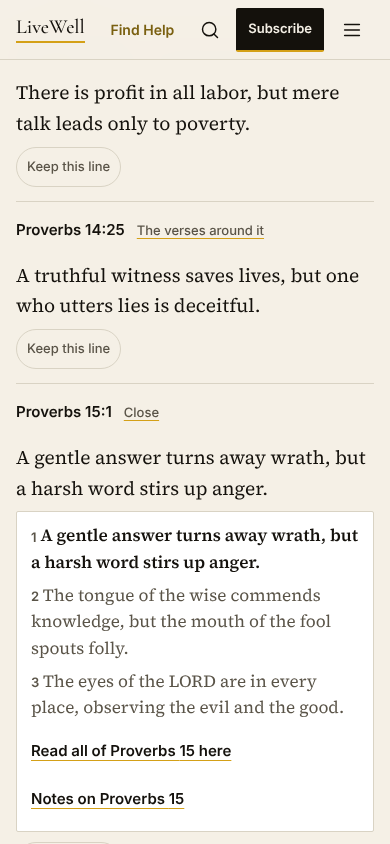 LiveWell
Find Help
Subscribe
There is profit in all labor, but mere
talk leads only to poverty.
Keep this line
Proverbs 14:25 The verses around it
A truthful witness saves lives, but one
who utters lies is deceitful.
Keep this line
Proverbs 15:1 Close
A gentle answer turns away wrath, but
a harsh word stirs up anger.
1 A gentle answer turns away wrath, but
a harsh word stirs up anger.
2 The tongue of the wise commends
knowledge, but the mouth of the fool
spouts folly.
3 The eyes of the LORD are in every
place, observing the evil and the good.
Read all of Proverbs 15 here
Notes on Proverbs 15